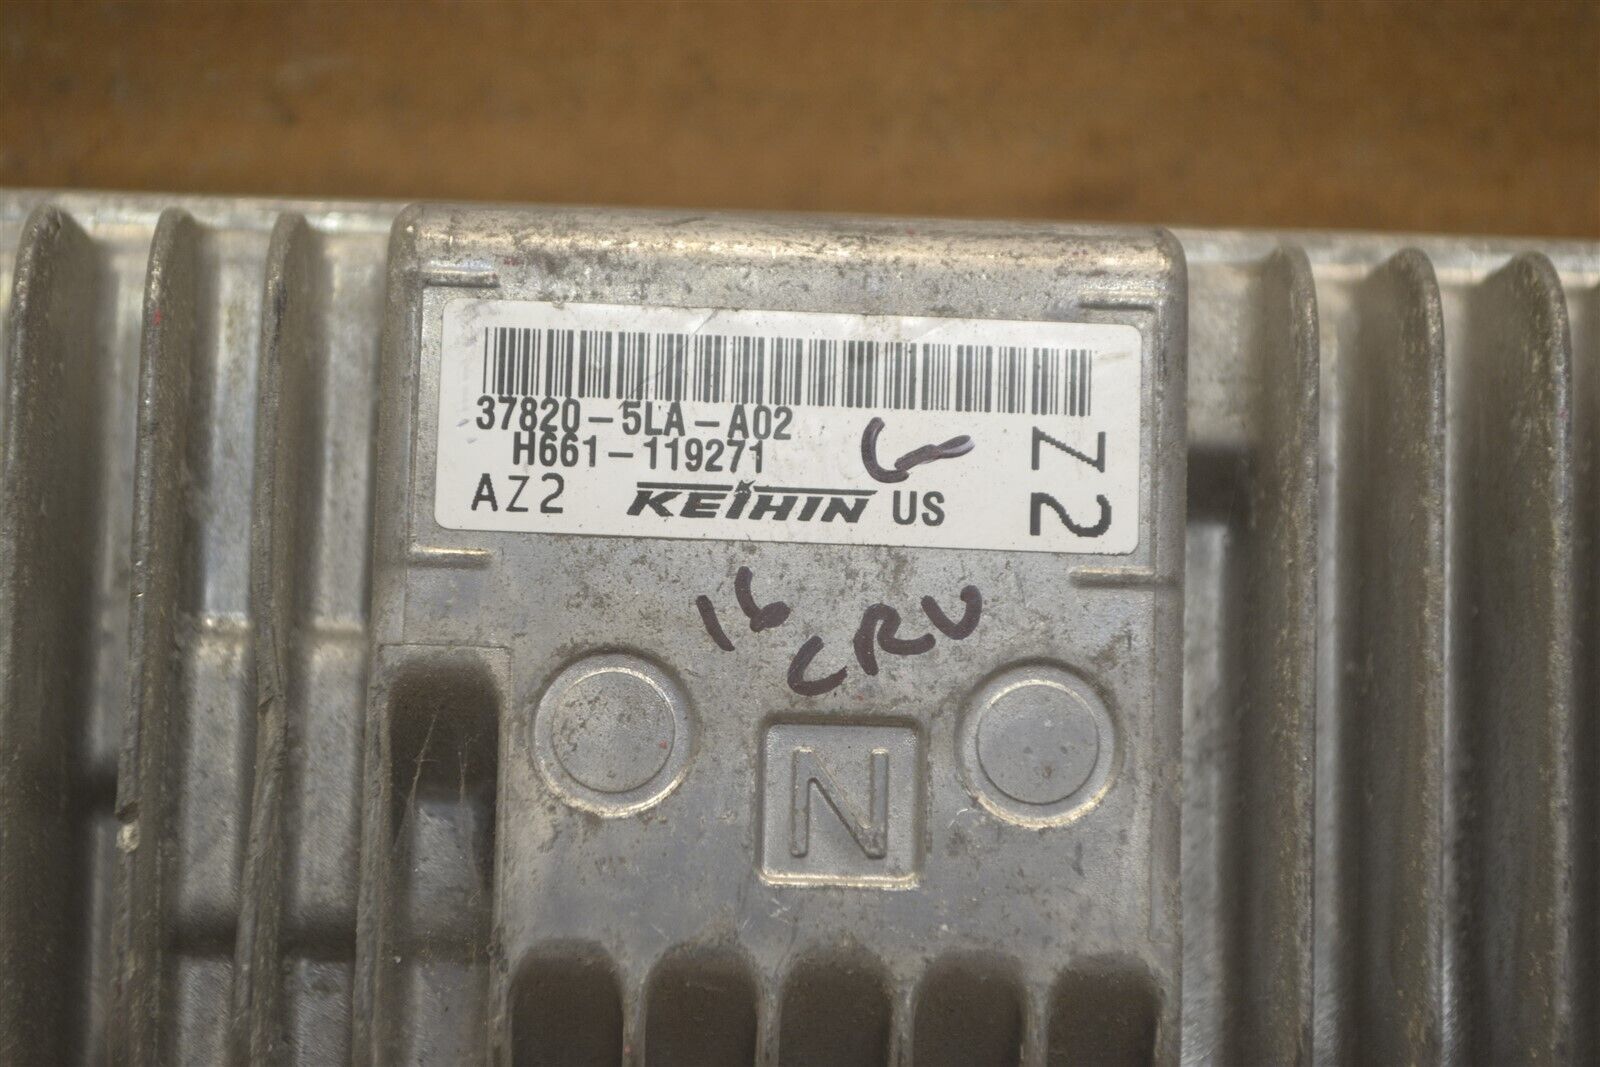 37820-5LA-A02
H661-119271
AZ2 KEIHIN US
Z2
16
CRV
N